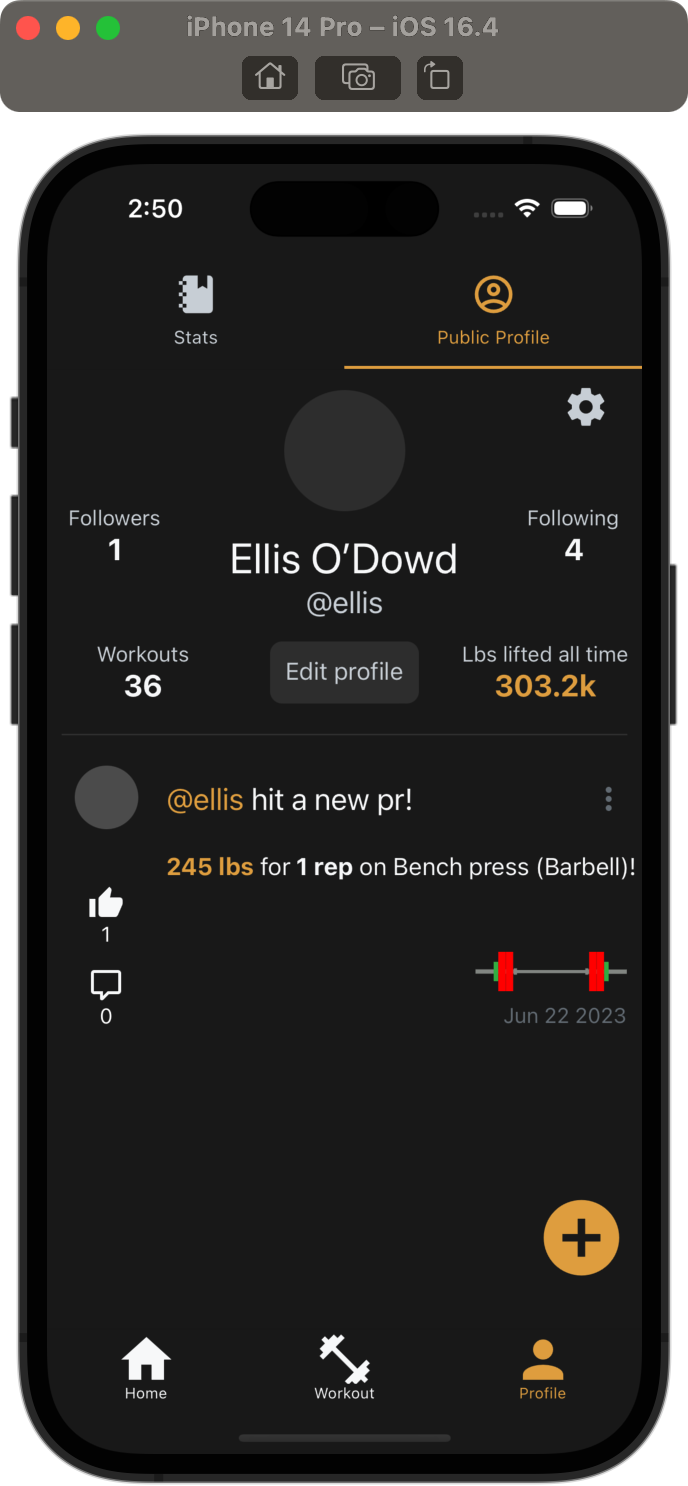 iPhone 14 Pro – iOS 16.4
2:50
Stats
Public Profile
Followers
1
Following
4
Ellis O’Dowd
@ellis
Workouts
36
Edit profile
Lbs lifted all time
303.2k
@ellis hit a new pr!
245 lbs for 1 rep on Bench press (Barbell)!
1
0
Jun 22 2023
Home
Workout
Profile